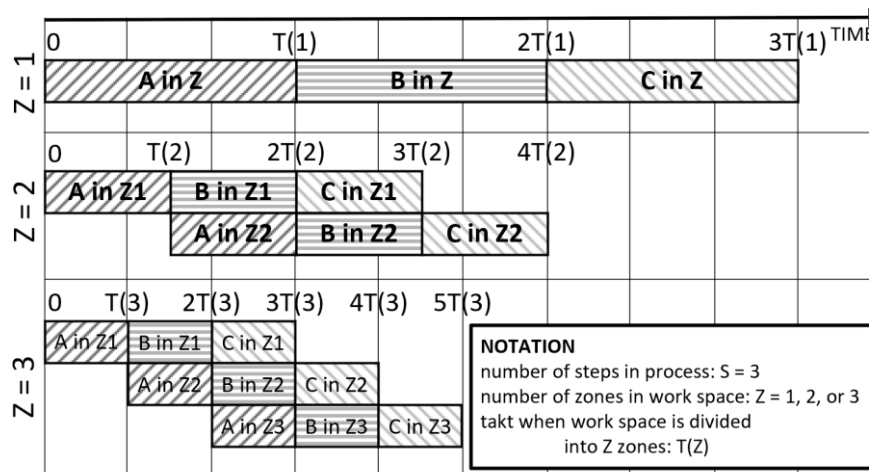 0 T(1) 2T(1) 3T(1) TIME
Z = 1
A in Z B in Z C in Z
0 T(2) 2T(2) 3T(2) 4T(2)
Z = 2
A in Z1 B in Z1 C in Z1
A in Z2 B in Z2 C in Z2
0 T(3) 2T(3) 3T(3) 4T(3) 5T(3)
Z = 3
A in Z1 B in Z1 C in Z1
A in Z2 B in Z2 C in Z2
A in Z3 B in Z3 C in Z3
NOTATION
number of steps in process: S = 3
number of zones in work space: Z = 1, 2, or 3
takt when work space is divided
into Z zones: T(Z)